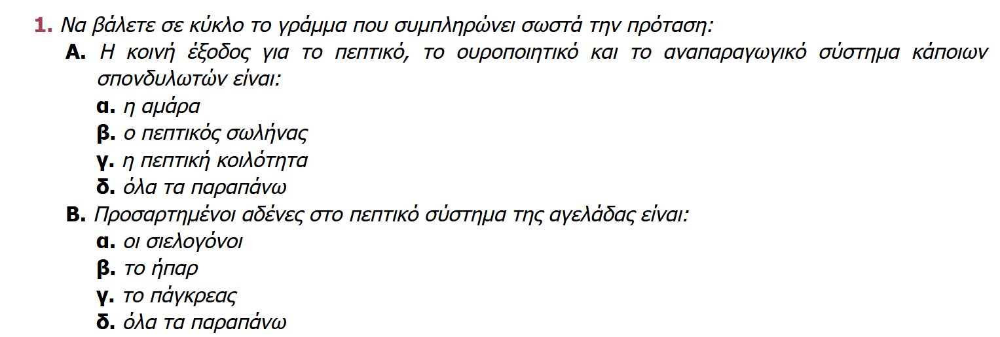 1. Να βάλετε σε κύκλο το γράμμα που συμπληρώνει σωστά την πρόταση:
Α. Η κοινή έξοδος για το πεπτικό, το ουροποιητικό και το αναπαραγωγικό σύστημα κάποιων
σπονδυλωτών είναι:
α. η αμάρα
β. ο πεπτικός σωλήνας
γ. η πεπτική κοιλότητα
δ. όλα τα παραπάνω
Β. Προσαρτημένοι αδένες στο πεπτικό σύστημα της αγελάδας είναι:
α. οι σιελογόνοι
β. το ήπαρ
γ. το πάγκρεας
δ. όλα τα παραπάνω